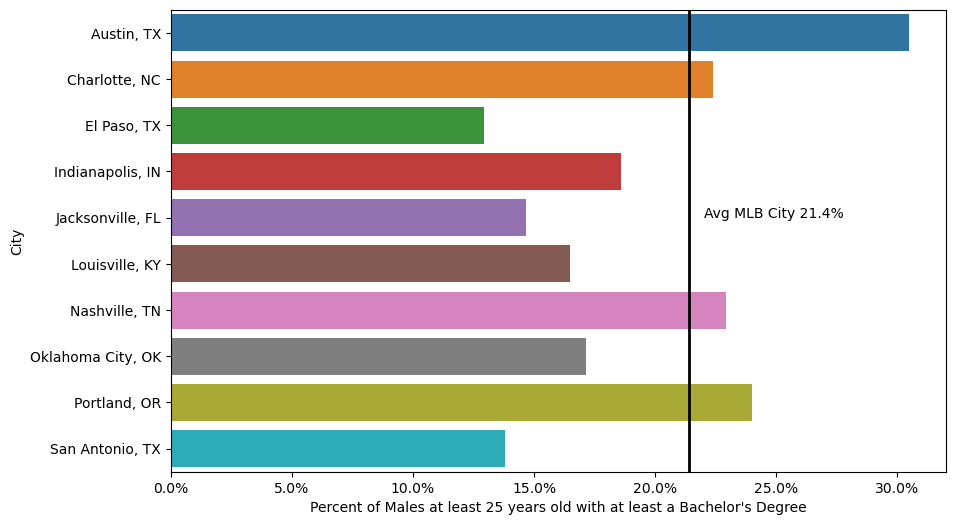 Austin, TX
Charlotte, NC
El Paso, TX
Indianapolis, IN
Jacksonville, FL
Louisville, KY
Nashville, TN
Oklahoma City, OK
Portland, OR
San Antonio, TX
City
Avg MLB City 21.4%
0.0% 5.0% 10.0% 15.0% 20.0% 25.0% 30.0%
Percent of Males at least 25 years old with at least a Bachelor's Degree